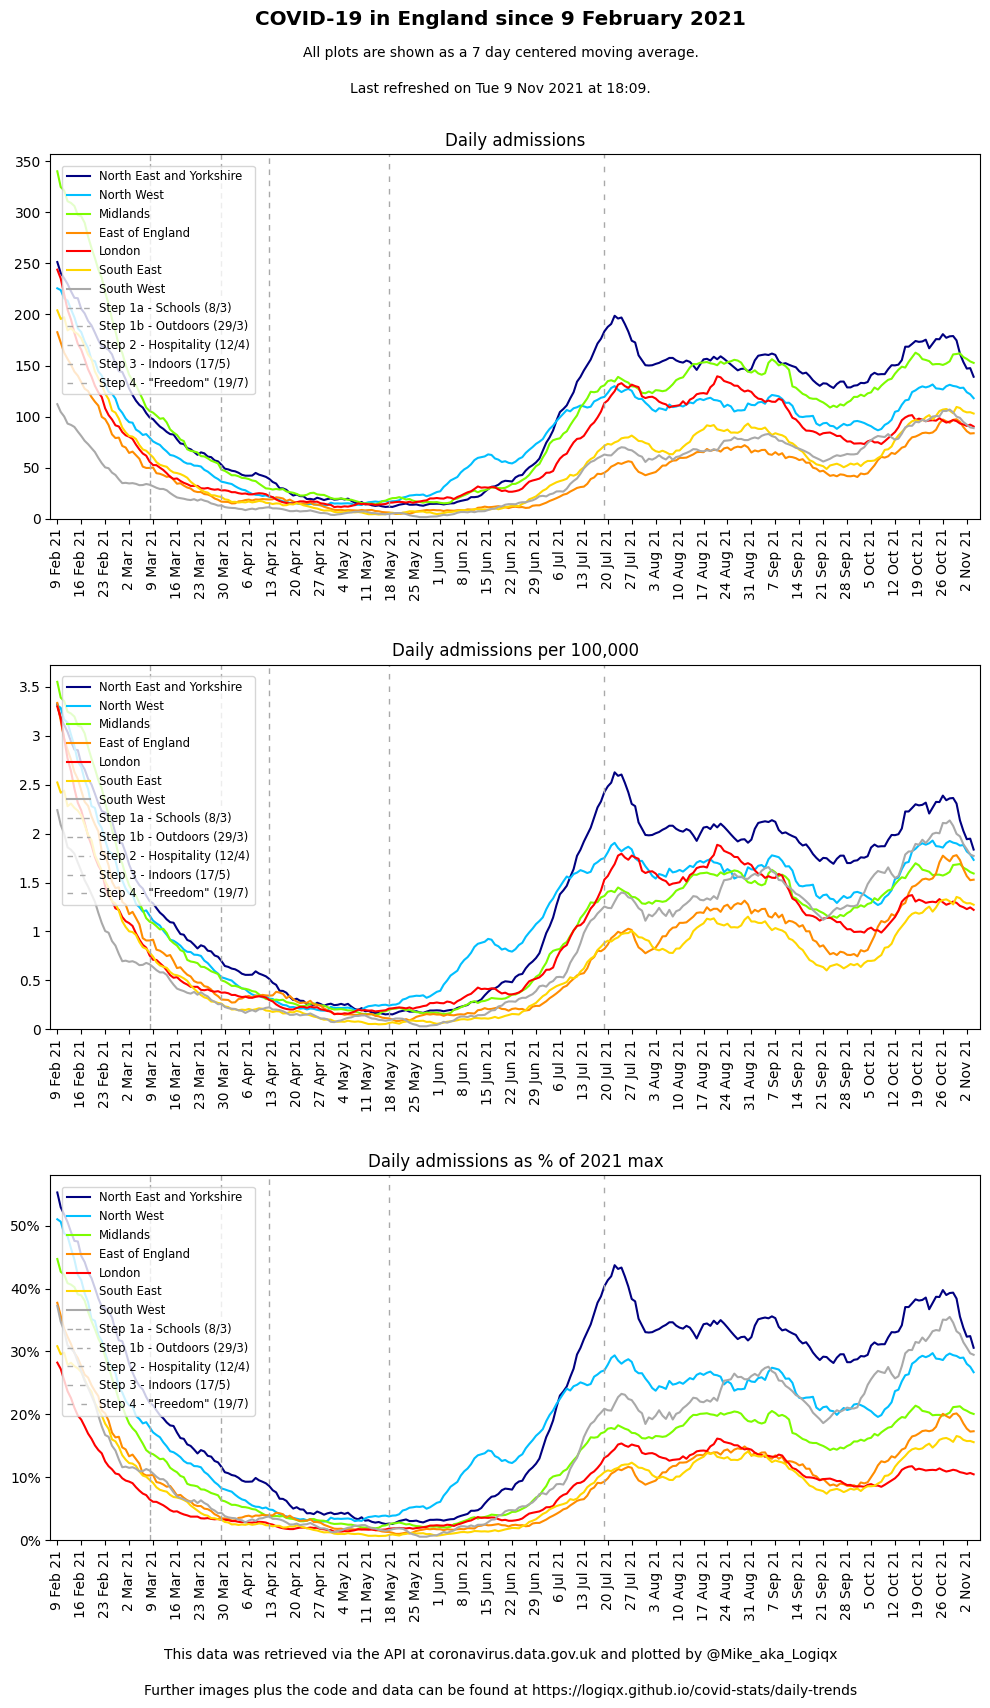 COVID-19 in England since 9 February 2021
All plots are shown as a 7 day centered moving average.
Last refreshed on Tue 9 Nov 2021 at 18:09.
Daily admissions
350
300
250
200
150
100
50
0
North East and Yorkshire
North West
Midlands
East of England
London
South East
South West
Step 1a - Schools (8/3)
Step 1b - Outdoors (29/3)
Step 2 - Hospitality (12/4)
Step 3 - Indoors (17/5)
Step 4 - "Freedom" (19/7)
9 Feb 21
16 Feb 21
23 Feb 21
2 Mar 21
9 Mar 21
16 Mar 21
23 Mar 21
30 Mar 21
6 Apr 21
13 Apr 21
20 Apr 21
27 Apr 21
4 May 21
11 May 21
18 May 21
25 May 21
1 Jun 21
8 Jun 21
15 Jun 21
22 Jun 21
29 Jun 21
6 Jul 21
13 Jul 21
20 Jul 21
27 Jul 21
3 Aug 21
10 Aug 21
17 Aug 21
24 Aug 21
31 Aug 21
7 Sep 21
14 Sep 21
21 Sep 21
28 Sep 21
5 Oct 21
12 Oct 21
19 Oct 21
26 Oct 21
2 Nov 21
Daily admissions per 100,000
3.5
3
2.5
2
1.5
1
0.5
0
North East and Yorkshire
North West
Midlands
East of England
London
South East
South West
Step 1a - Schools (8/3)
Step 1b - Outdoors (29/3)
Step 2 - Hospitality (12/4)
Step 3 - Indoors (17/5)
Step 4 - "Freedom" (19/7)
9 Feb 21
16 Feb 21
23 Feb 21
2 Mar 21
9 Mar 21
16 Mar 21
23 Mar 21
30 Mar 21
6 Apr 21
13 Apr 21
20 Apr 21
27 Apr 21
4 May 21
11 May 21
18 May 21
25 May 21
1 Jun 21
8 Jun 21
15 Jun 21
22 Jun 21
29 Jun 21
6 Jul 21
13 Jul 21
20 Jul 21
27 Jul 21
3 Aug 21
10 Aug 21
17 Aug 21
24 Aug 21
31 Aug 21
7 Sep 21
14 Sep 21
21 Sep 21
28 Sep 21
5 Oct 21
12 Oct 21
19 Oct 21
26 Oct 21
2 Nov 21
Daily admissions as % of 2021 max
50%
40%
30%
20%
10%
0%
North East and Yorkshire
North West
Midlands
East of England
London
South East
South West
Step 1a - Schools (8/3)
Step 1b - Outdoors (29/3)
Step 2 - Hospitality (12/4)
Step 3 - Indoors (17/5)
Step 4 - "Freedom" (19/7)
9 Feb 21
16 Feb 21
23 Feb 21
2 Mar 21
9 Mar 21
16 Mar 21
23 Mar 21
30 Mar 21
6 Apr 21
13 Apr 21
20 Apr 21
27 Apr 21
4 May 21
11 May 21
18 May 21
25 May 21
1 Jun 21
8 Jun 21
15 Jun 21
22 Jun 21
29 Jun 21
6 Jul 21
13 Jul 21
20 Jul 21
27 Jul 21
3 Aug 21
10 Aug 21
17 Aug 21
24 Aug 21
31 Aug 21
7 Sep 21
14 Sep 21
21 Sep 21
28 Sep 21
5 Oct 21
12 Oct 21
19 Oct 21
26 Oct 21
2 Nov 21
This data was retrieved via the API at coronavirus.data.gov.uk and plotted by @Mike_aka_Logiqx
Further images plus the code and data can be found at https://logiqx.github.io/covid-stats/daily-trends